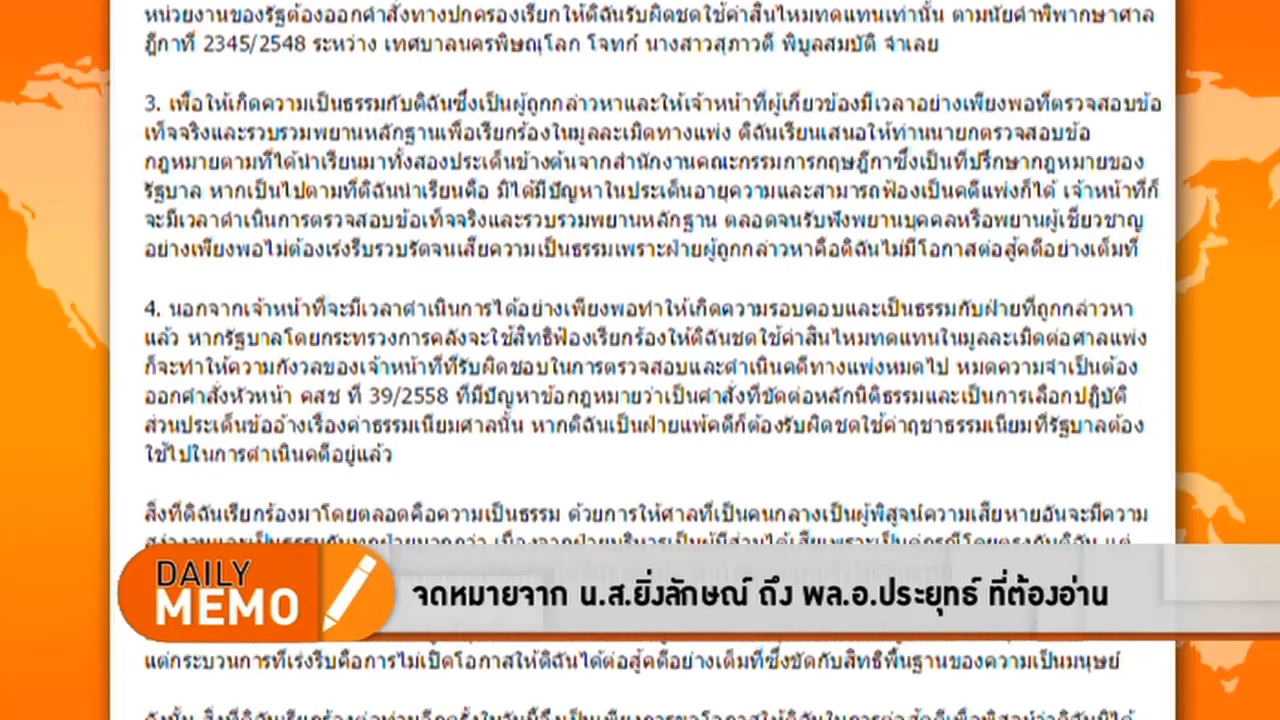 หน่วยงานของรัฐต้องออกคำสั่งทางปกครองเรียกให้ดิฉันรับผิดชดใช้ค่าสินไหมทดแทนเท่านั้น ตามนัยคำพิพากษาศาล
ฎีกาที่ 2345/2548 ระหว่าง เทศบาลนครพิษณุโลก โจทก์ นางสาวสุภาวดี พิบูลสมบัติ จำเลย
3. เพื่อให้เกิดความเป็นธรรมกับดิฉันซึ่งเป็นผู้ถูกกล่าวหาและให้เจ้าหน้าที่ผู้เกี่ยวข้องมีเวลาอย่างเพียงพอที่ตรวจสอบข้อ
เท็จจริงและรวบรวมพยานหลักฐานเพื่อเรียกร้องในมูลละเมิดทางแพ่ง ดิฉันเรียนเสนอให้ท่านนายกตรวจสอบข้อ
กฎหมายตามที่ได้นำเรียนมาทั้งสองประเด็นข้างต้นจากสำนักงานคณะกรรมการกฤษฎีกาซึ่งเป็นที่ปรึกษากฎหมายของ
รัฐบาล หากเป็นไปตามที่ดิฉันนำเรียนคือ มิได้มีปัญหาในประเด็นอายุความและสามารถฟ้องเป็นคดีแพ่งก็ได้ เจ้าหน้าที่ก็
จะมีเวลาดำเนินการตรวจสอบข้อเท็จจริงและรวบรวมพยานหลักฐาน ตลอดจนรับฟังพยานบุคคลหรือพยานผู้เชี่ยวชาญ
อย่างเพียงพอไม่ต้องเร่งรีบรวบรัดจนเสียความเป็นธรรมเพราะฝ่ายผู้ถูกกล่าวหาคือดิฉันไม่มีโอกาสต่อสู้คดีอย่างเต็มที่
4. นอกจากเจ้าหน้าที่จะมีเวลาดำเนินการได้อย่างเพียงพอทำให้เกิดความรอบคอบและเป็นธรรมกับฝ่ายที่ถูกกล่าวหา
แล้ว หากรัฐบาลโดยกระทรวงการคลังจะใช้สิทธิฟ้องเรียกร้องให้ดิฉันชดใช้ค่าสินไหมทดแทนในมูลละเมิดต่อศาลแพ่ง
ก็จะทำให้ความกังวลของเจ้าหน้าที่ที่รับผิดชอบในการตรวจสอบและดำเนินคดีทางแพ่งหมดไป หมดความจำเป็นต้อง
ออกคำสั่งหัวหน้า คสช ที่ 39/2558 ที่มีปัญหาข้อกฎหมายว่าเป็นคำสั่งที่ขัดต่อหลักนิติธรรมและเป็นการเลือกปฏิบัติ
ส่วนประเด็นข้ออ้างเรื่องค่าธรรมเนียมศาลนั้น หากดิฉันเป็นฝ่ายแพ้คดีก็ต้องรับผิดชดใช้ค่าฤชาธรรมเนียมที่รัฐบาลต้อง
ใช้ไปในการดำเนินคดีอยู่แล้ว
สิ่งที่ดิฉันเรียกร้องมาโดยตลอดคือความเป็นธรรม ด้วยการให้ศาลที่เป็นคนกลางเป็นผู้พิสูจน์ความเสียหายอันจะมีความ
DAILY
MEMO
จดหมายจาก น.ส.ยิ่งลักษณ์ ถึง พล.อ.ประยุทธ์ ที่ต้องอ่าน
แต่กระบวนการที่เร่งรีบคือการไม่เปิดโอกาสให้ดิฉันได้ต่อสู้คดีอย่างเต็มที่ซึ่งขัดกับสิทธิพื้นฐานของความเป็นมนุษย์